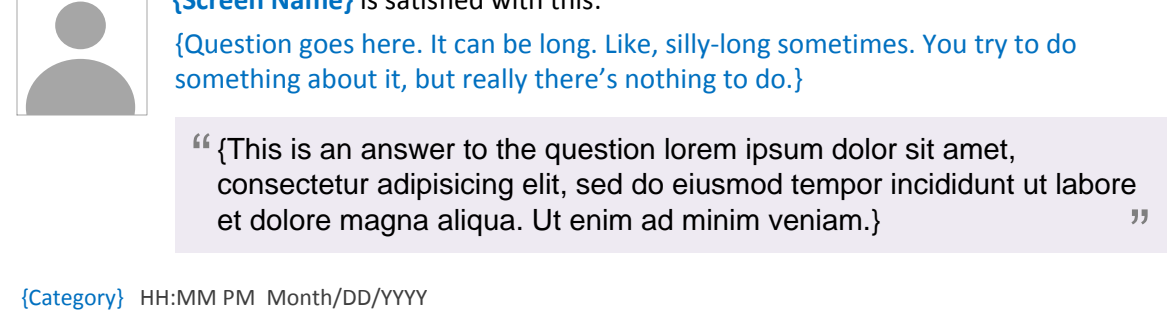 {Screen Name} is satisfied with this:
{Question goes here. It can be long. Like, silly-long sometimes. You try to do
something about it, but really there’s nothing to do.}
“ {This is an answer to the question lorem ipsum dolor sit amet,
consectetur adipisicing elit, sed do eiusmod tempor incididunt ut labore
et dolore magna aliqua. Ut enim ad minim veniam.} ”
{Category} HH:MM PM Month/DD/YYYY